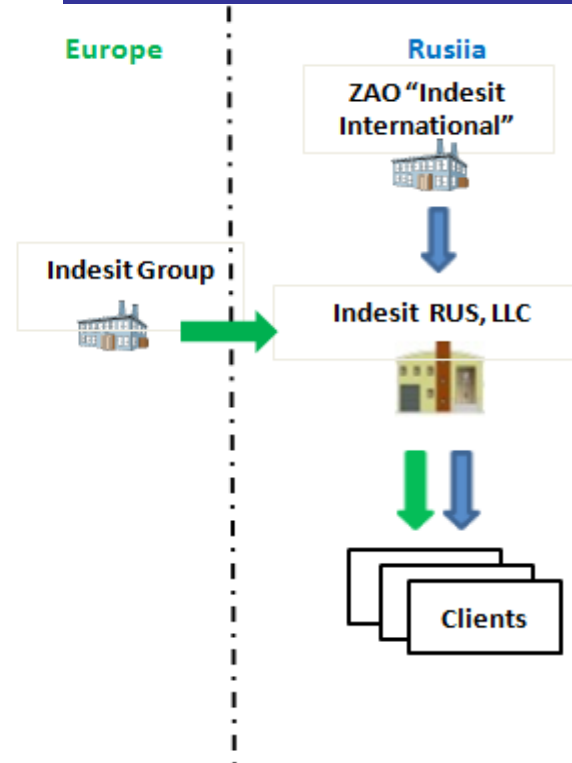 Europe
Rusiia
ZAO “Indesit
International”
Indesit Group
Indesit RUS, LLC
Clients